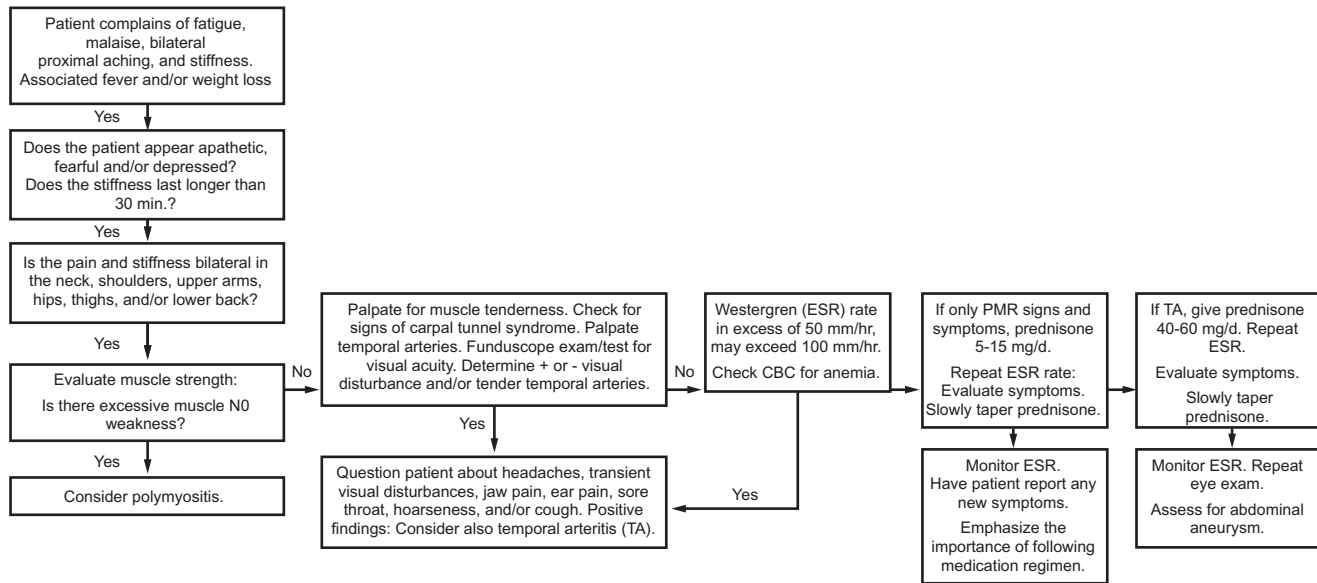 Patient complains of fatigue,
malaise, bilateral
proximal aching, and stiffness.
Associated fever and/or weight loss
Yes
Does the patient appear apathetic,
fearful and/or depressed?
Does the stiffness last longer than
30 min.?
Yes
Is the pain and stiffness bilateral in
the neck, shoulders, upper arms,
hips, thighs, and/or lower back?
Yes
Evaluate muscle strength:
Is there excessive muscle N0
weakness?
Yes
Consider polymyositis.
No
Palpate for muscle tenderness. Check for
signs of carpal tunnel syndrome. Palpate
temporal arteries. Funduscope exam/test for
visual acuity. Determine + or - visual
disturbance and/or tender temporal arteries.
Yes
Question patient about headaches, transient
visual disturbances, jaw pain, ear pain, sore
throat, hoarseness, and/or cough. Positive
findings: Consider also temporal arteritis (TA).
No
Westergren (ESR) rate
in excess of 50 mm/hr,
may exceed 100 mm/hr.
Check CBC for anemia.
Yes
If only PMR signs and
symptoms, prednisone
5-15 mg/d.
Repeat ESR rate:
Evaluate symptoms.
Slowly taper prednisone.
Monitor ESR.
Have patient report any
new symptoms.
Emphasize the
importance of following
medication regimen.
If TA, give prednisone
40-60 mg/d. Repeat
ESR.
Evaluate symptoms.
Slowly taper
prednisone.
Monitor ESR. Repeat
eye exam.
Assess for abdominal
aneurysm.